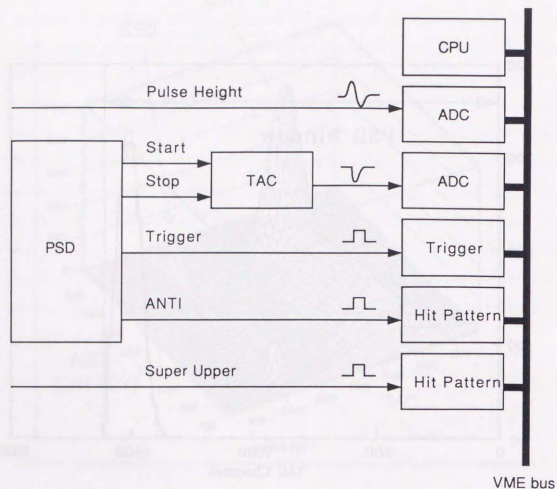 CPU
Pulse Height
ADC
Start
Stop
TAC
ADC
PSD
Trigger
Trigger
ANTI
Hit Pattern
Super Upper
Hit Pattern
VME bus